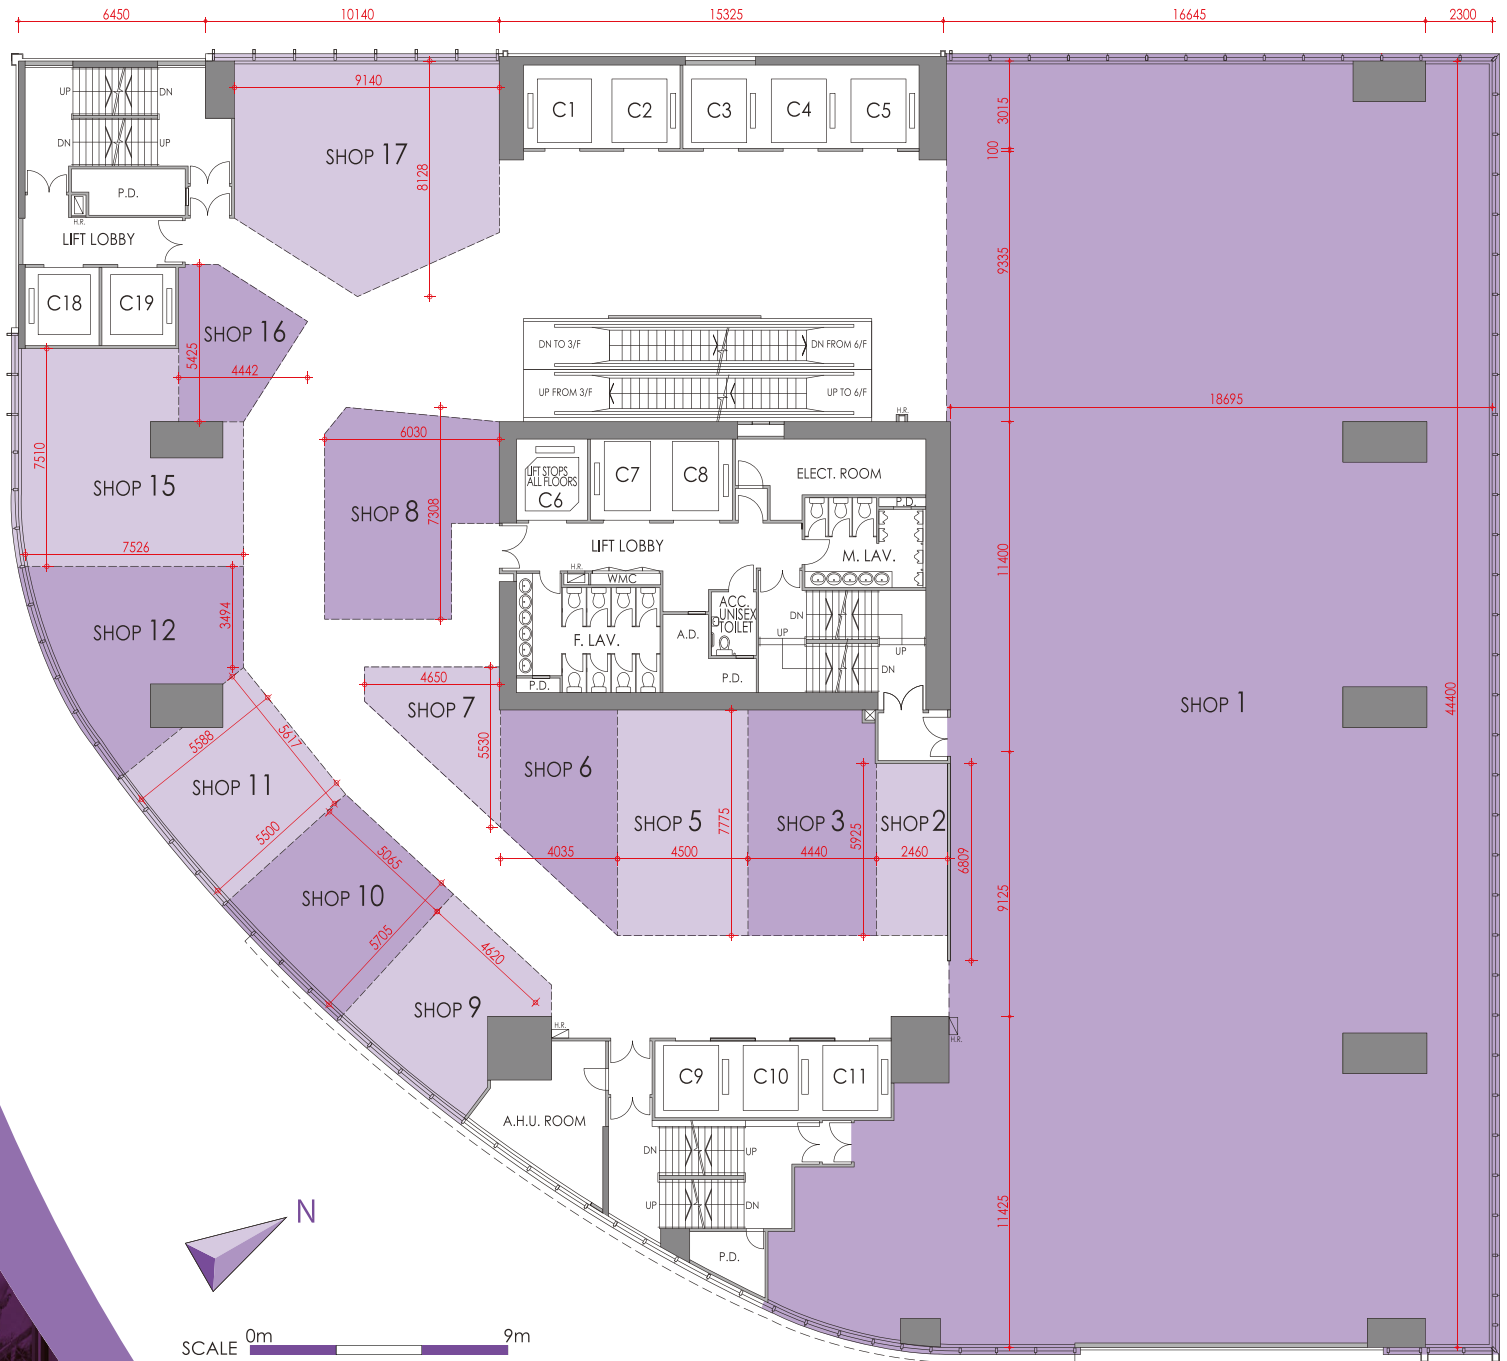 6450 10140 15325 16645 2300
9140
C1 C2 C3 C4 C5
UP DN
DN UP
3015
100
SHOP 17
8128
P.D.
H.R.
LIFT LOBBY
9335
C18 C19
SHOP 16
5425
4442
DN TO 3/F DN FROM 6/F
UP FROM 3/F UP TO 6/F
H.R.
18695
6030
7510
LIFT STOPS
ALL FLOORS
C6 C7 C8
ELECT. ROOM
P.D.
SHOP 15
SHOP 8
7308
7526
LIFT LOBBY
M. LAV.
11400
H.R.
WMC
3494
SHOP 12
ACC.
UNISEX
TOILET
DN
UP
F. LAV.
A.D.
UP
DN
4650
P.D.
P.D.
SHOP 7
SHOP 1
44400
5588
5617
5530
SHOP 6
SHOP 11
SHOP 5
7775
SHOP 3
5925
SHOP 2
5500
4035 4500 4440 2460
6809
5065
SHOP 10
9125
5705
4620
SHOP 9
H.R.
H.R.
C9 C10 C11
A.H.U. ROOM
DN UP
UP DN
11425
N
P.D.
SCALE 0m 9m